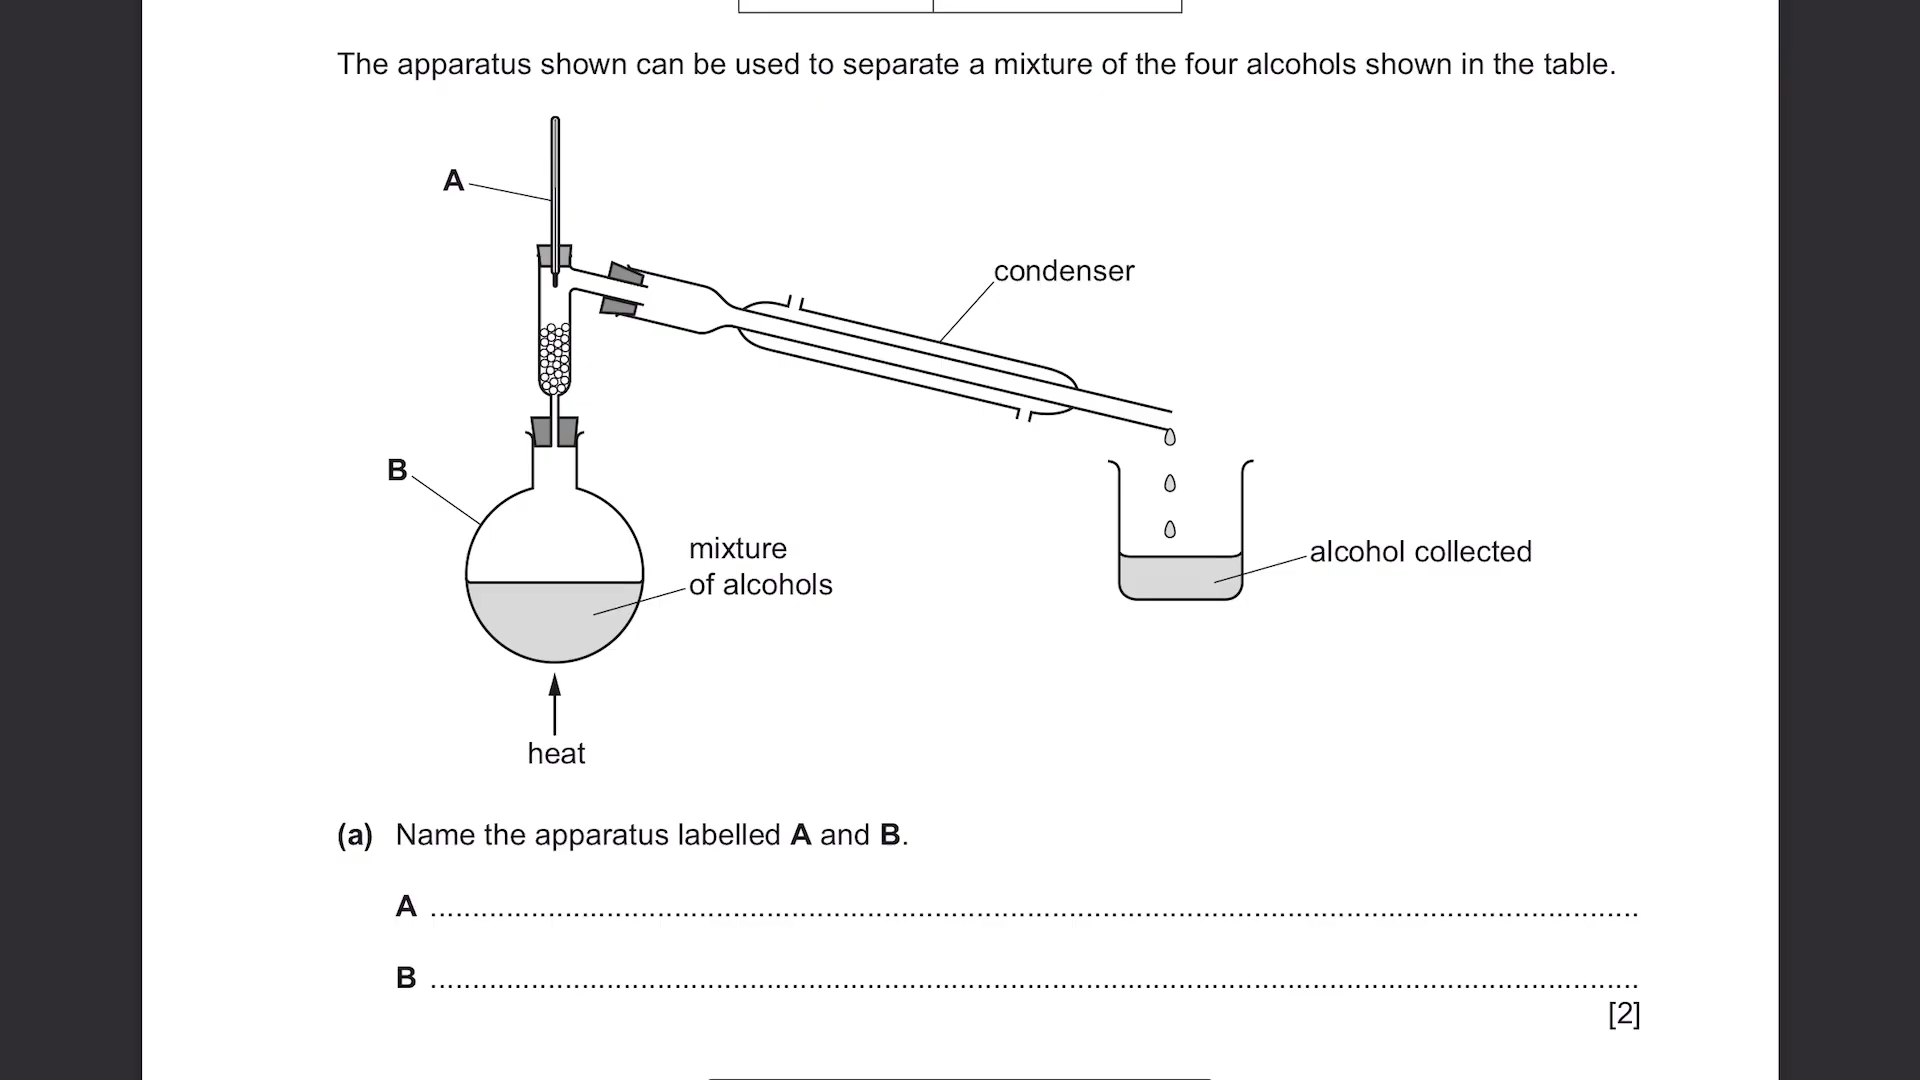 The apparatus shown can be used to separate a mixture of the four alcohols shown in the table.
A
condenser
B
mixture
of alcohols
alcohol collected
heat
(a) Name the apparatus labelled A and B.
A ................................................................................
B ................................................................................
[2]